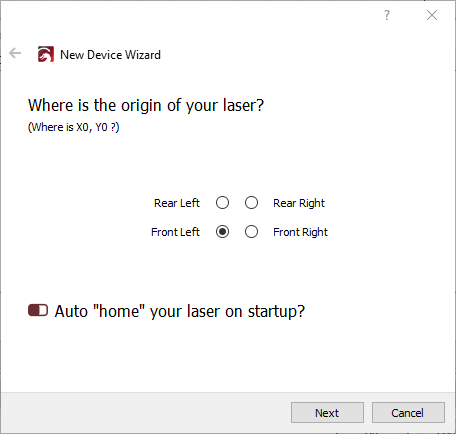 ?
New Device Wizard
Where is the origin of your laser?
(Where is X0, Y0 ?)
Rear Left Rear Right
Front Left Front Right
Auto "home" your laser on startup?
Next Cancel